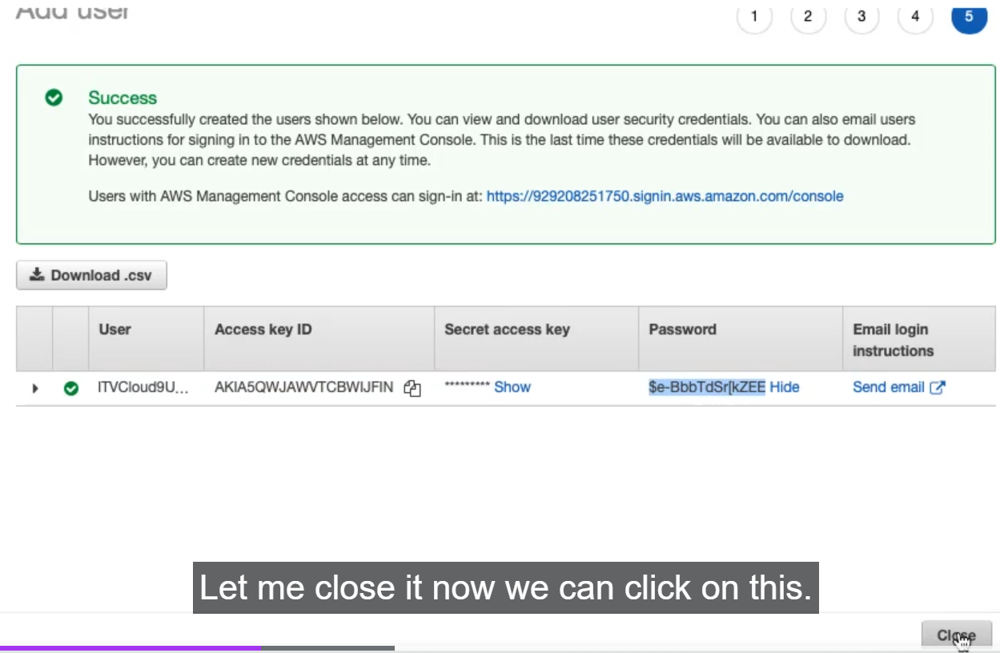 Add user
1 2 3 4 5
Success
You successfully created the users shown below. You can view and download user security credentials. You can also email users
instructions for signing in to the AWS Management Console. This is the last time these credentials will be available to download.
However, you can create new credentials at any time.
Users with AWS Management Console access can sign-in at: https://929208251750.signin.aws.amazon.com/console
Download .csv
User Access key ID Secret access key Password Email login
instructions
ITVCloud9U... AKIA5QWJAWVTCBWIJFIN ********* Show $e-BbbTdSr[kZEE Hide Send email
Let me close it now we can click on this.
Close